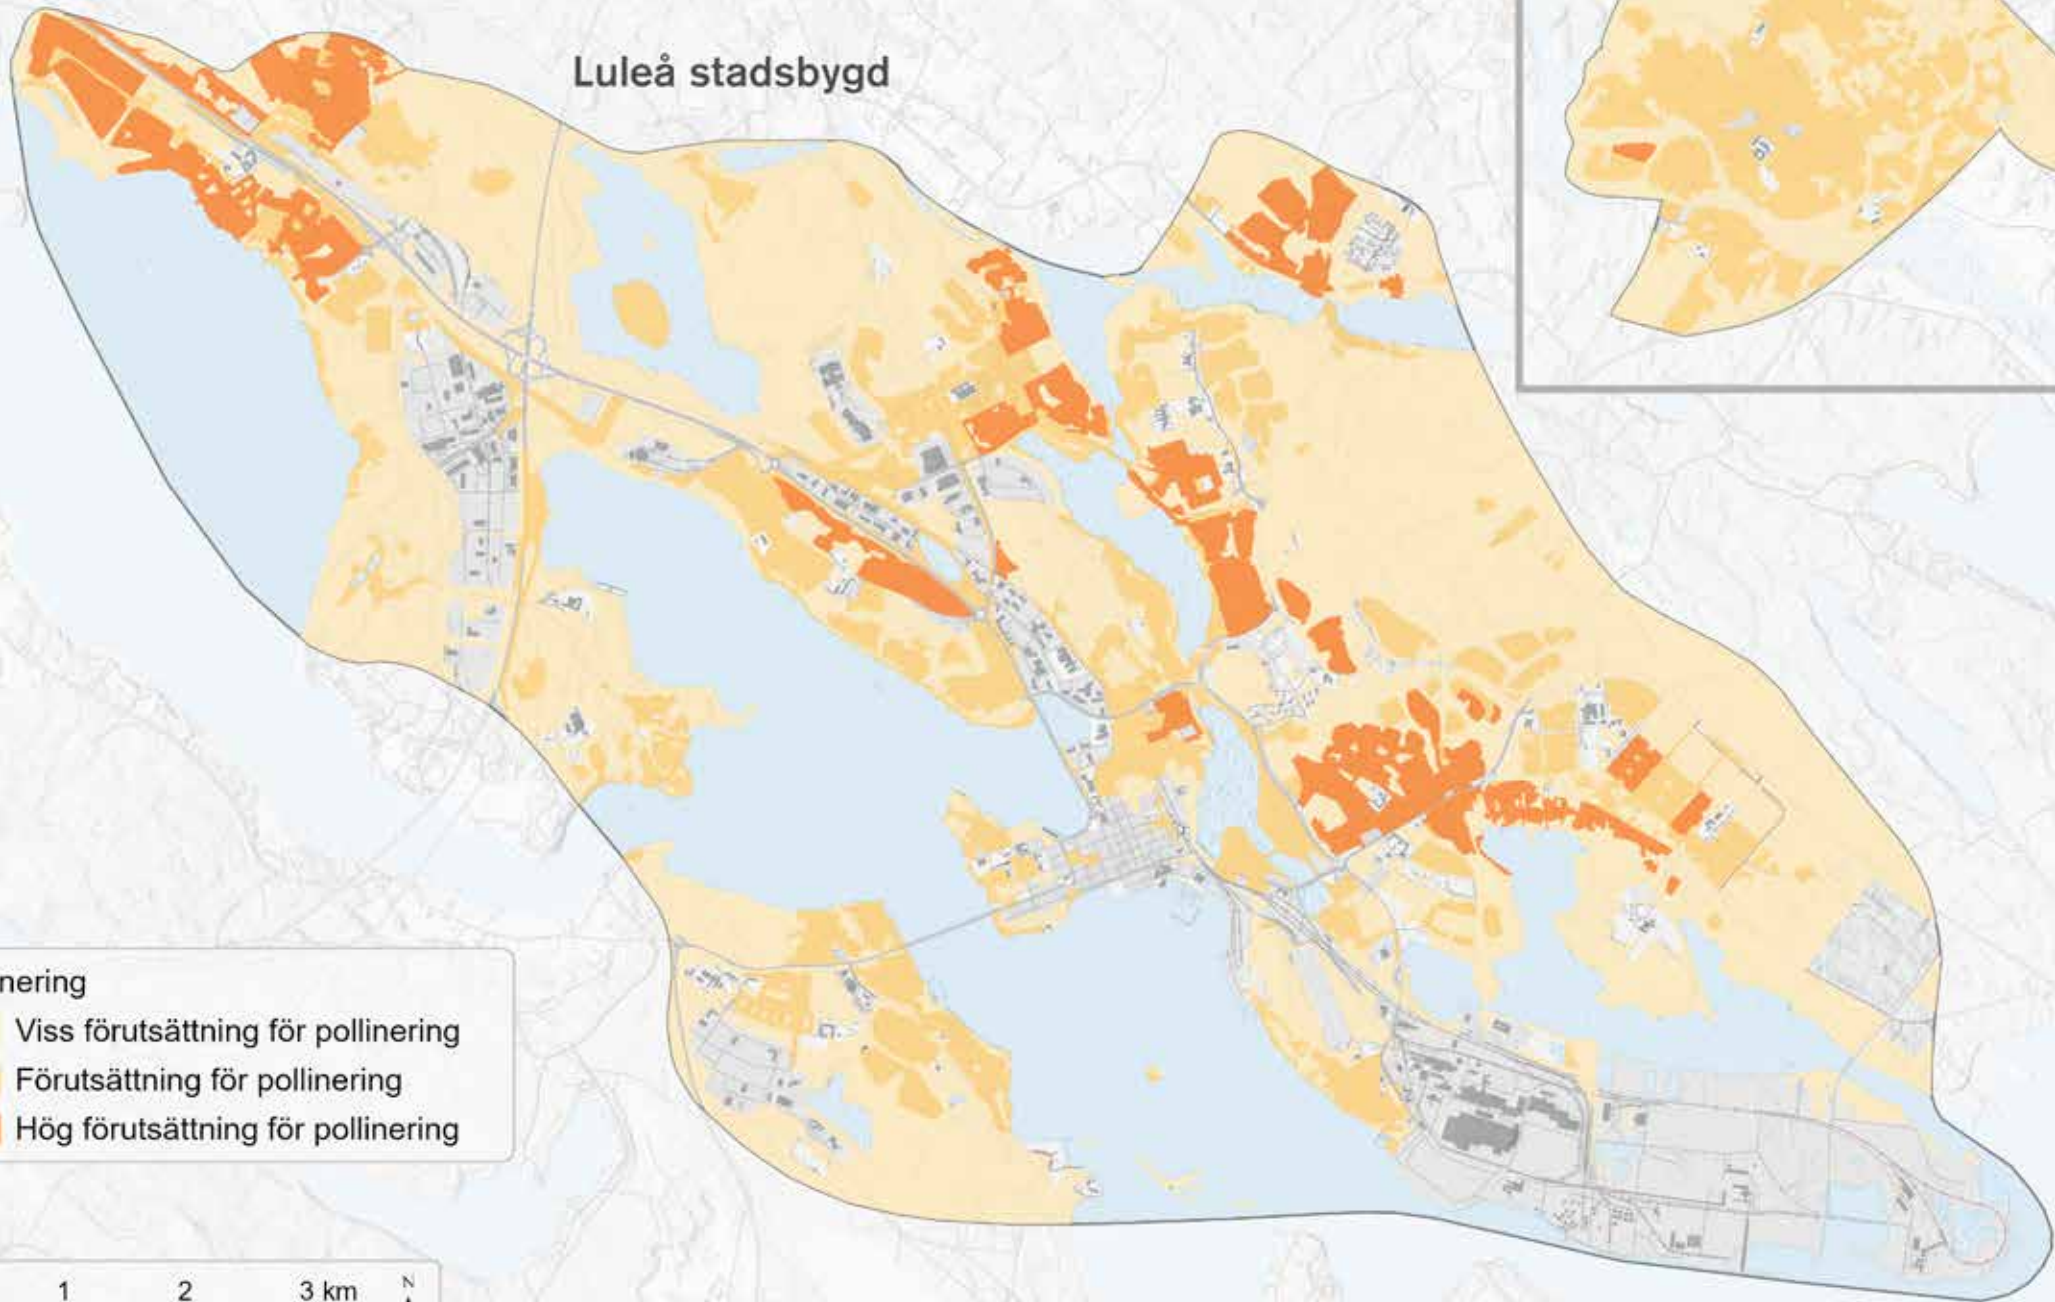 Luleå stadsbygd
nering
Viss förutsättning för pollinering
Förutsättning för pollinering
Hög förutsättning för pollinering
1 2 3 km
N